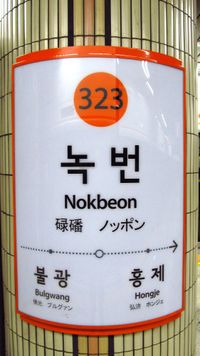 323
녹번
Nokbeon
碌磻 ノッポン
불광 홍제
Bulgwang Hongje
佛光 プルグァン 弘濟 ホンジェ